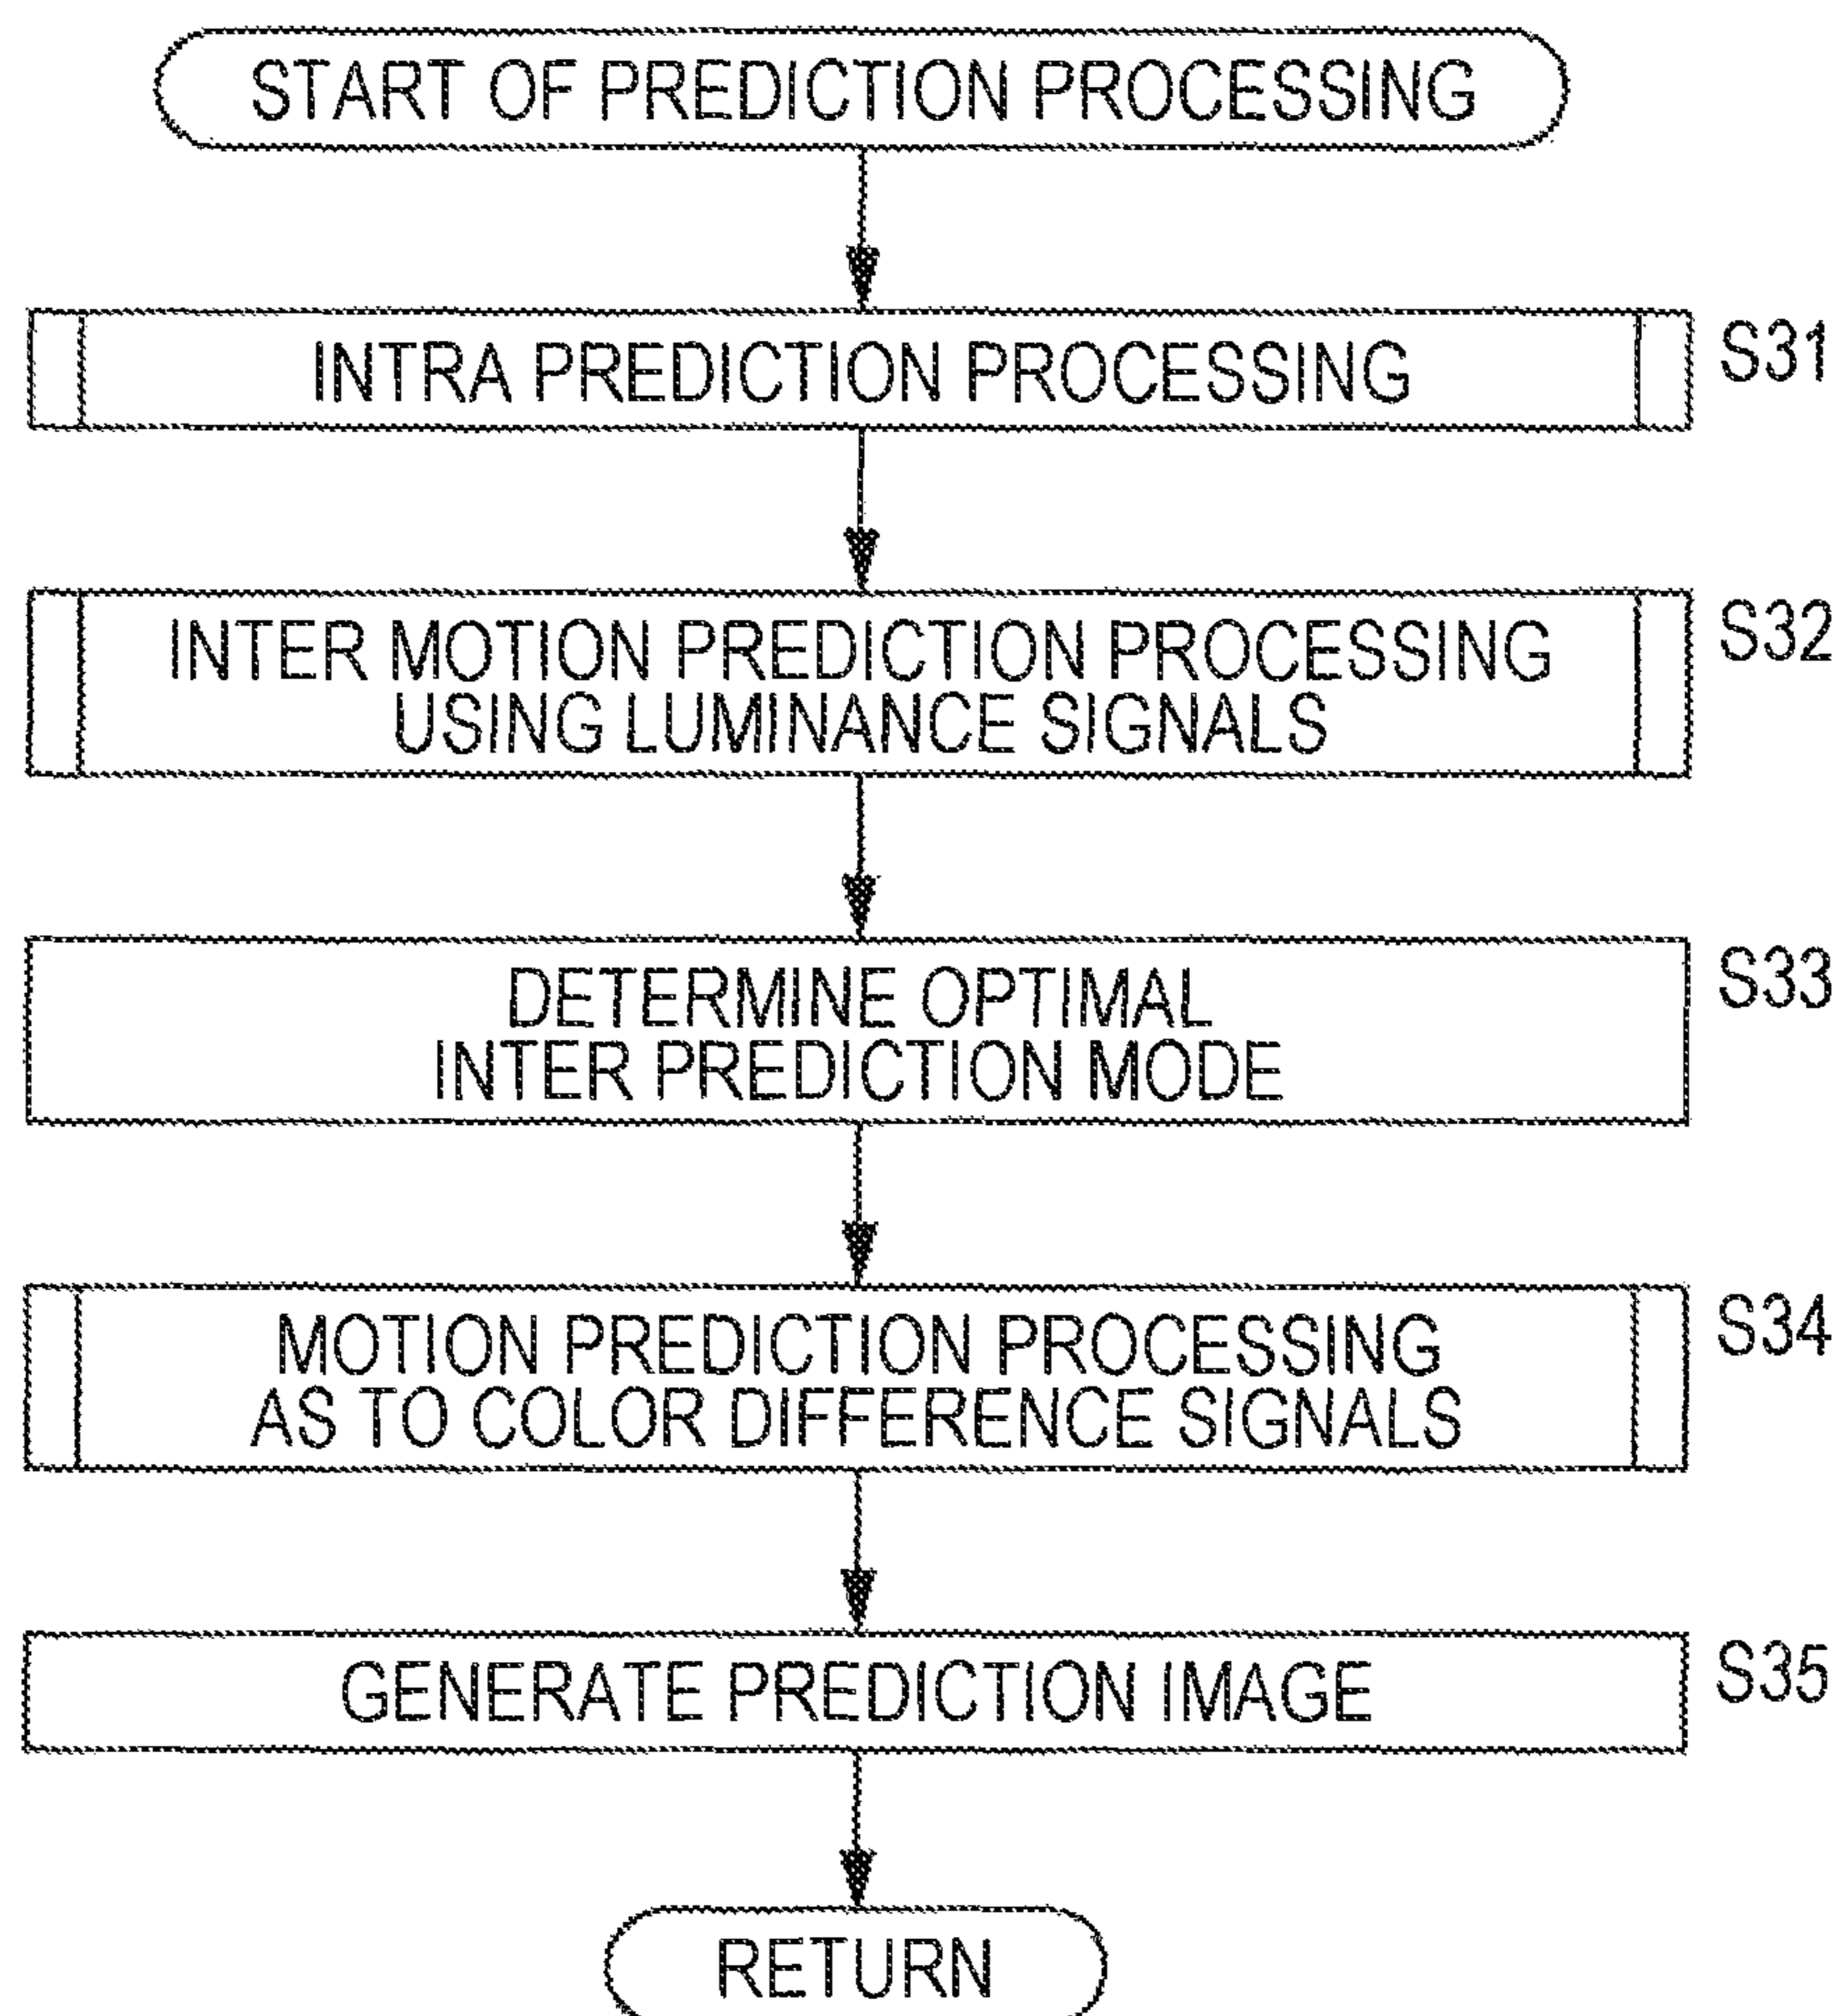 START OF PREDICTION PROCESSING
INTRA PREDICTION PROCESSING
S31
INTER MOTION PREDICTION PROCESSING
USING LUMINANCE SIGNALS
S32
DETERMINE OPTIMAL
INTER PREDICTION MODE
S33
MOTION PREDICTION PROCESSING
AS TO COLOR DIFFERENCE SIGNALS
S34
GENERATE PREDICTION IMAGE
S35
RETURN